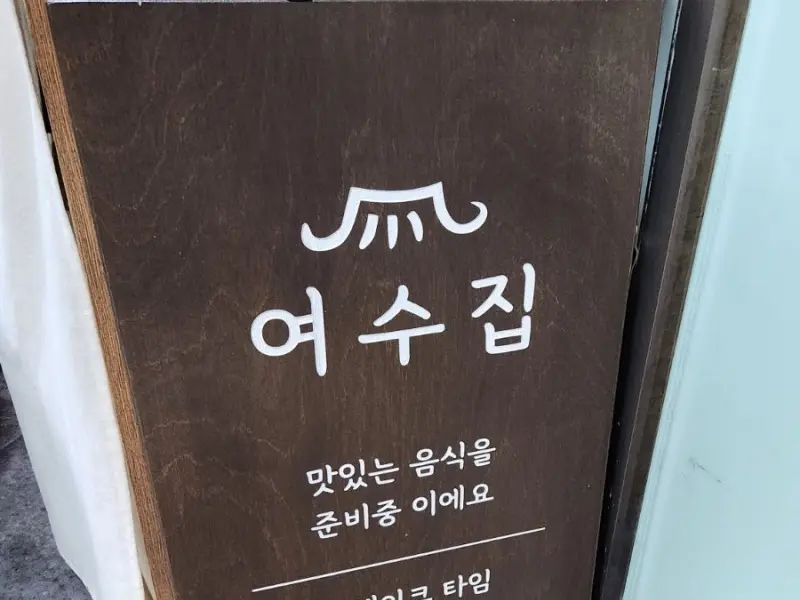 여수집
맛있는 음식을
준비중 이에요
타임